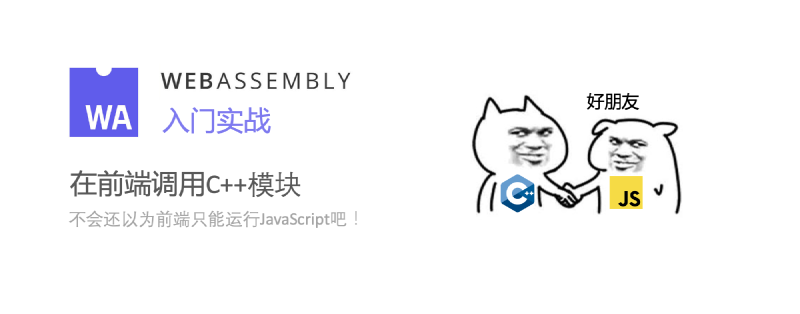 WA
WEBASSEMBLY
入门实战
在前端调用C++模块
不会还以为前端只能运行JavaScript吧！
好朋友
C++
JS